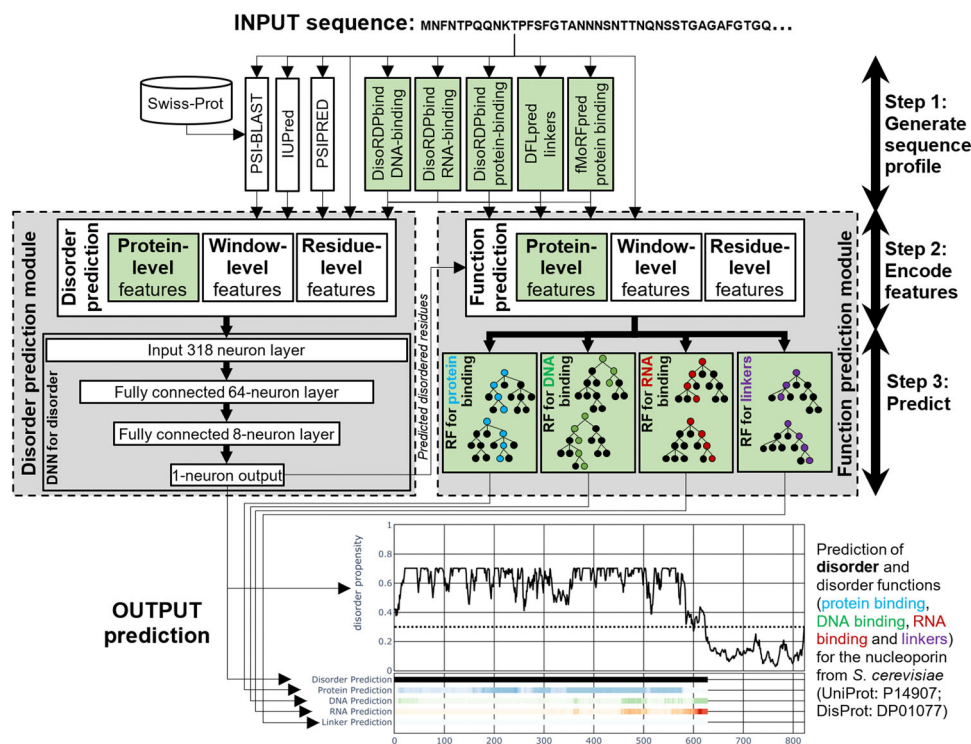 INPUT sequence: MNFNTPQQNKTPFSFGTANNNSNTTNQNSSTGAGAFGTGQ...
Swiss-Prot
PSI-BLAST
IUPred
PSIPRED
DisoRDPbind
DNA-binding
DisoRDPbind
RNA-binding
DisoRDPbind
protein-binding
DFLpred
linkers
fMoRFpred
protein binding
Step 1:
Generate
sequence
profile
Disorder prediction module
Disorder
prediction
Protein-
level
features
Window-
level
features
Residue-
level
features
Predicted disordered residues
Function
prediction
Protein-
level
features
Window-
level
features
Residue-
level
features
Function prediction module
Step 2:
Encode
features
DNN for disorder
Input 318 neuron layer
Fully connected 64-neuron layer
Fully connected 8-neuron layer
1-neuron output
RF for protein
binding
RF for DNA
binding
RF for RNA
binding
RF for linkers
Step 3:
Predict
OUTPUT
prediction
disorder propensity
1
0.8
0.6
0.4
0.2
0
Disorder Prediction
Protein Prediction
DNA Prediction
RNA Prediction
Linker Prediction
0 100 200 300 400 500 600 700 800
Prediction of
disorder and
disorder functions
(protein binding,
DNA binding, RNA
binding and linkers)
for the nucleoporin
from S. cerevisiae
(UniProt: P14907;
DisProt: DP01077)